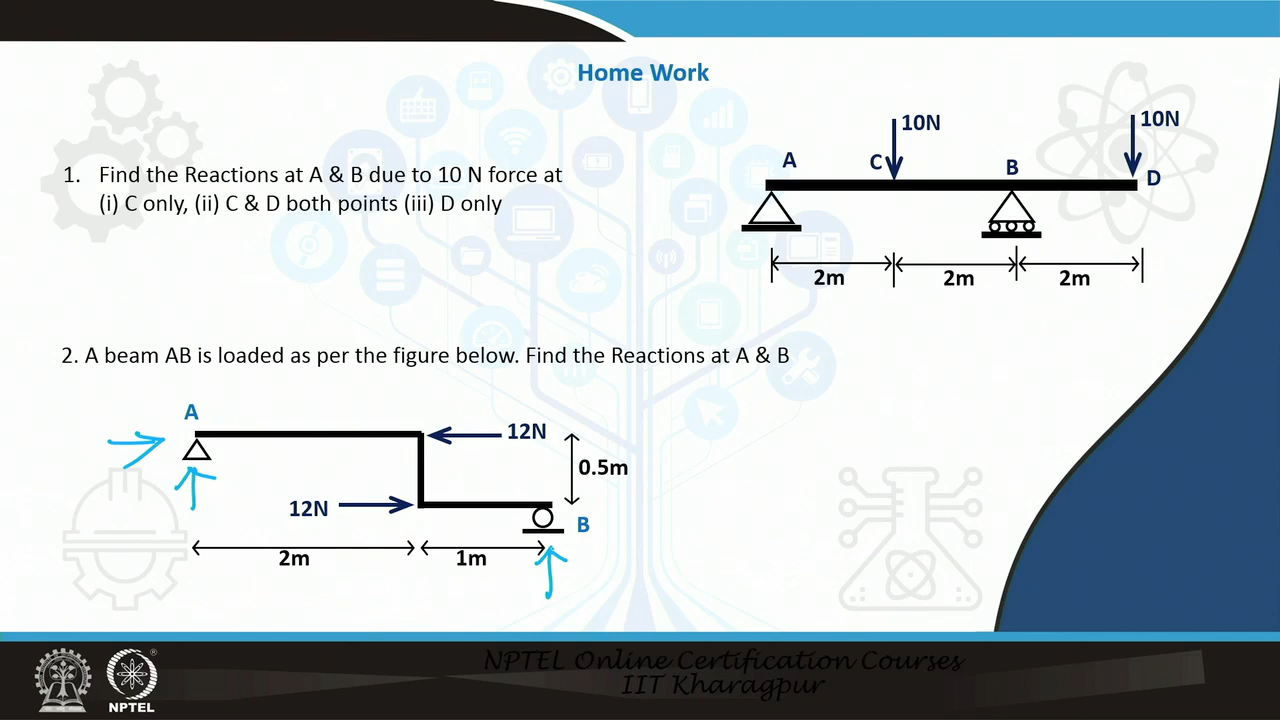 Home Work
1. Find the Reactions at A & B due to 10 N force at
(i) C only, (ii) C & D both points (iii) D only
10N
10N
A
C
B
D
2m
2m
2m
2. A beam AB is loaded as per the figure below. Find the Reactions at A & B
A
12N
0.5m
12N
B
2m
1m
NPTEL Online Certification Courses
IIT Kharagpur
NPTEL
®